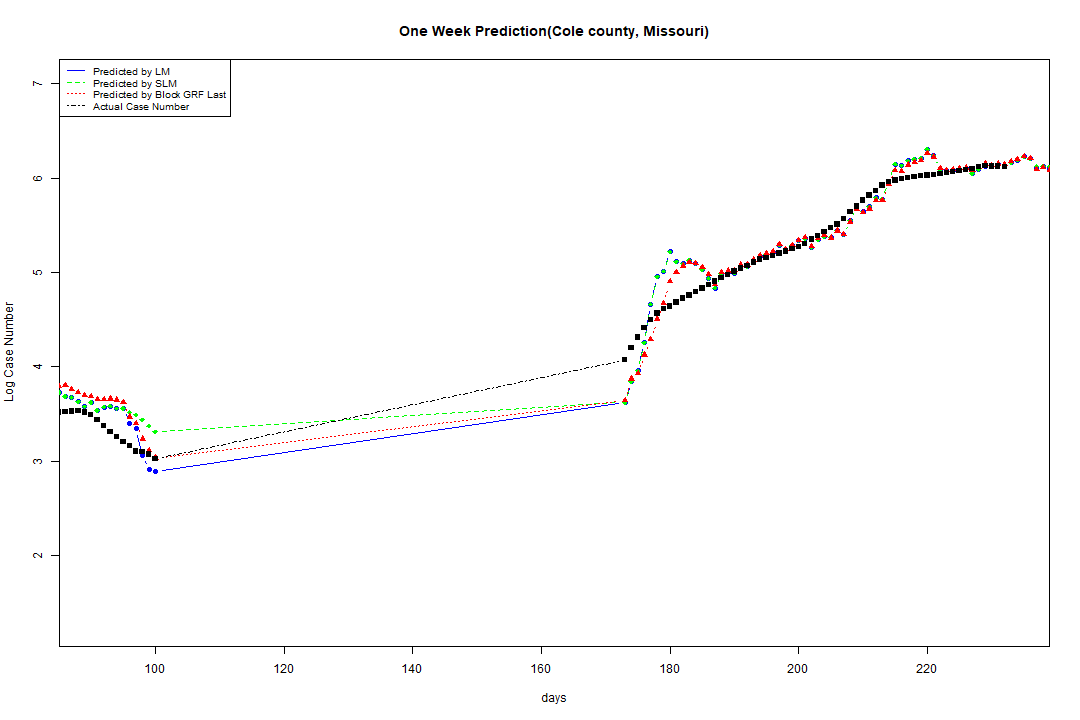 One Week Prediction(Cole county, Missouri)
Predicted by LM
Predicted by SLM
Predicted by Block GRF Last
Actual Case Number
7
6
5
4
3
2
Log Case Number
100 120 140 160 180 200 220
days